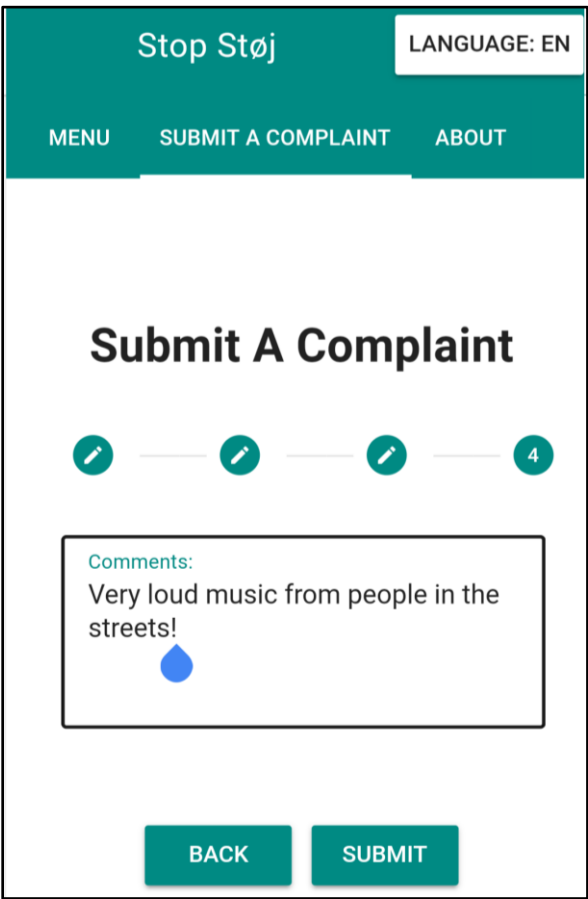 Stop Støj
LANGUAGE: EN
MENU SUBMIT A COMPLAINT ABOUT
Submit A Complaint
4
Comments:
Very loud music from people in the
streets!
BACK SUBMIT